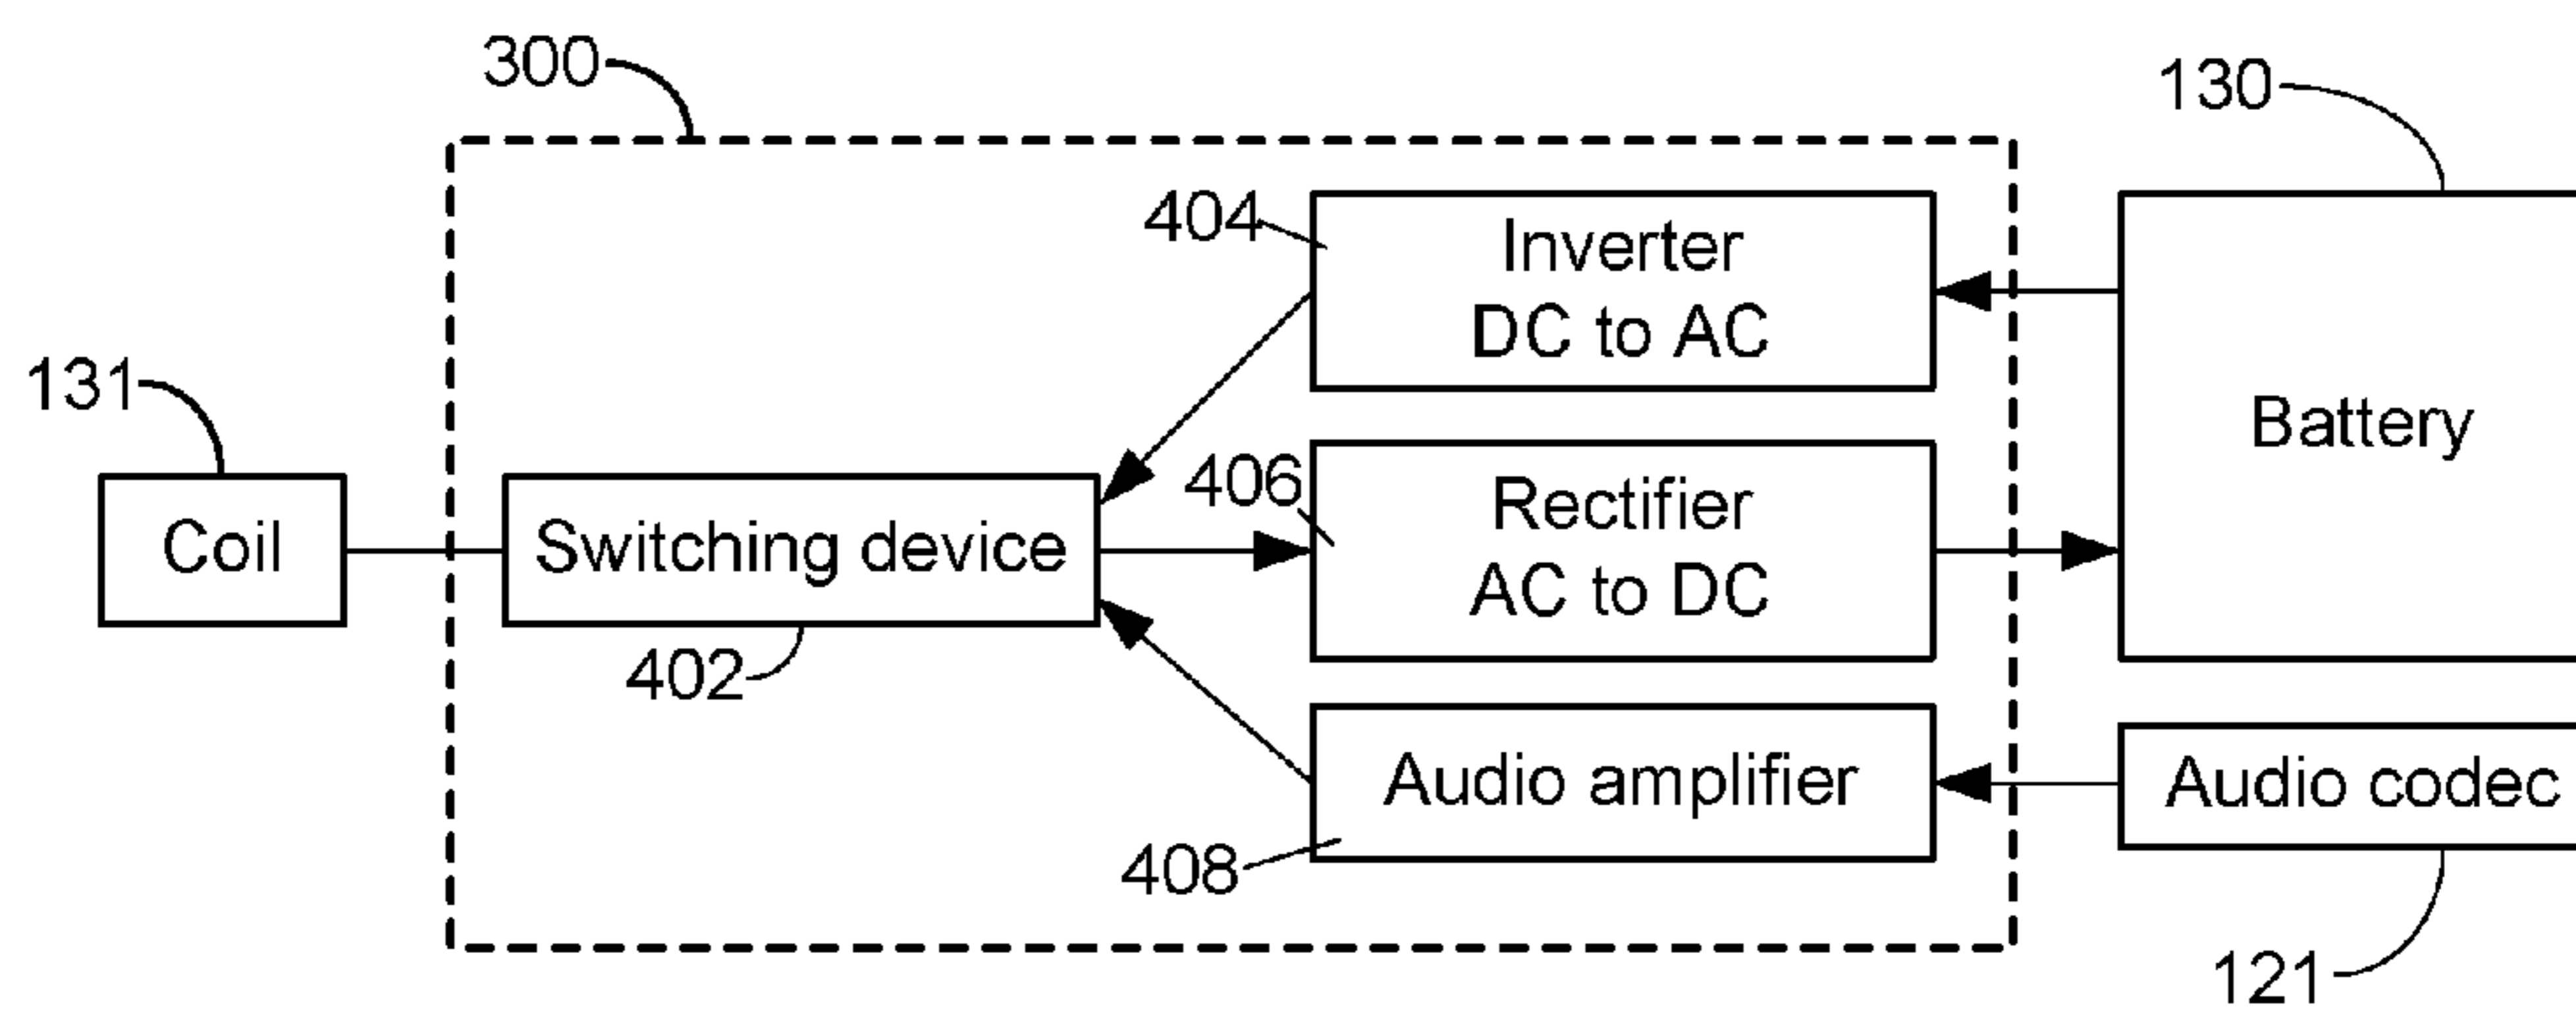 300
130
404
Inverter
DC to AC
131
Battery
406
Rectifier
AC to DC
Coil
Switching device
402
Audio amplifier
Audio codec
408
121